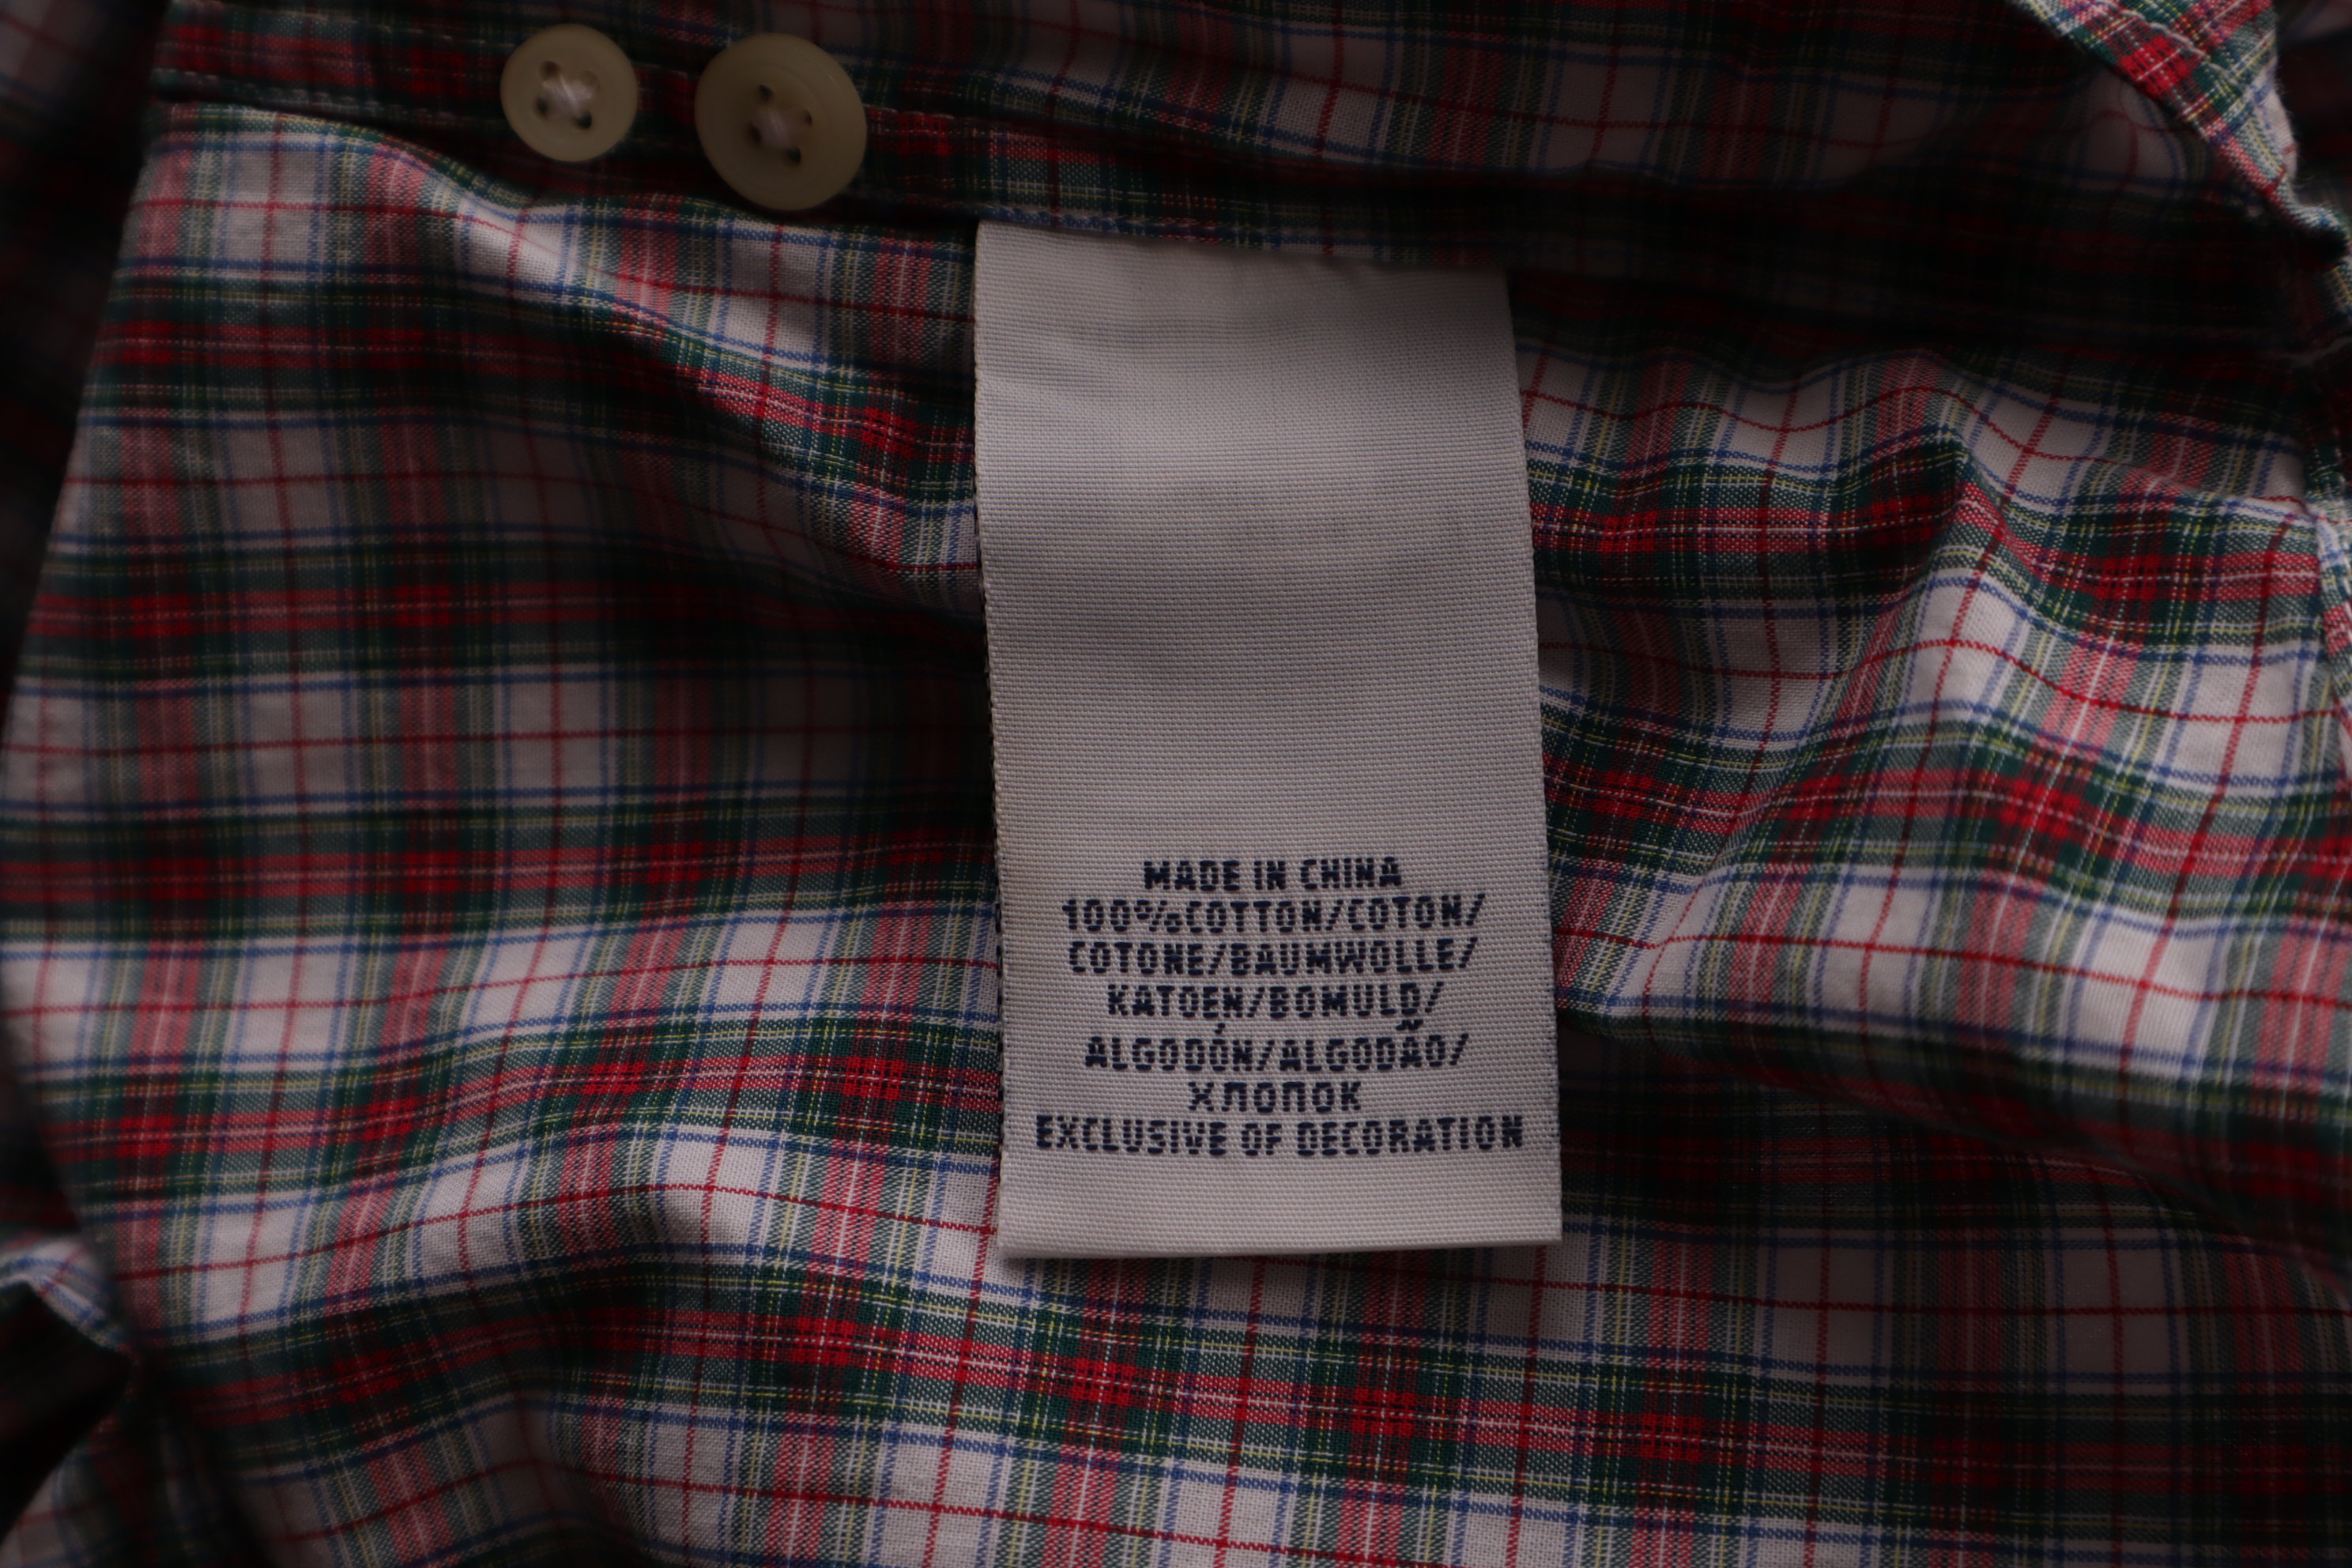 MADE IN CHINA
100%COTTON/COTON/
COTONE/BAUMWOLLE/
KATOEN/BOMULD/
ALGODÓN/ALGODÃO/
ХЛОПОК
EXCLUSIVE OF DECORATION